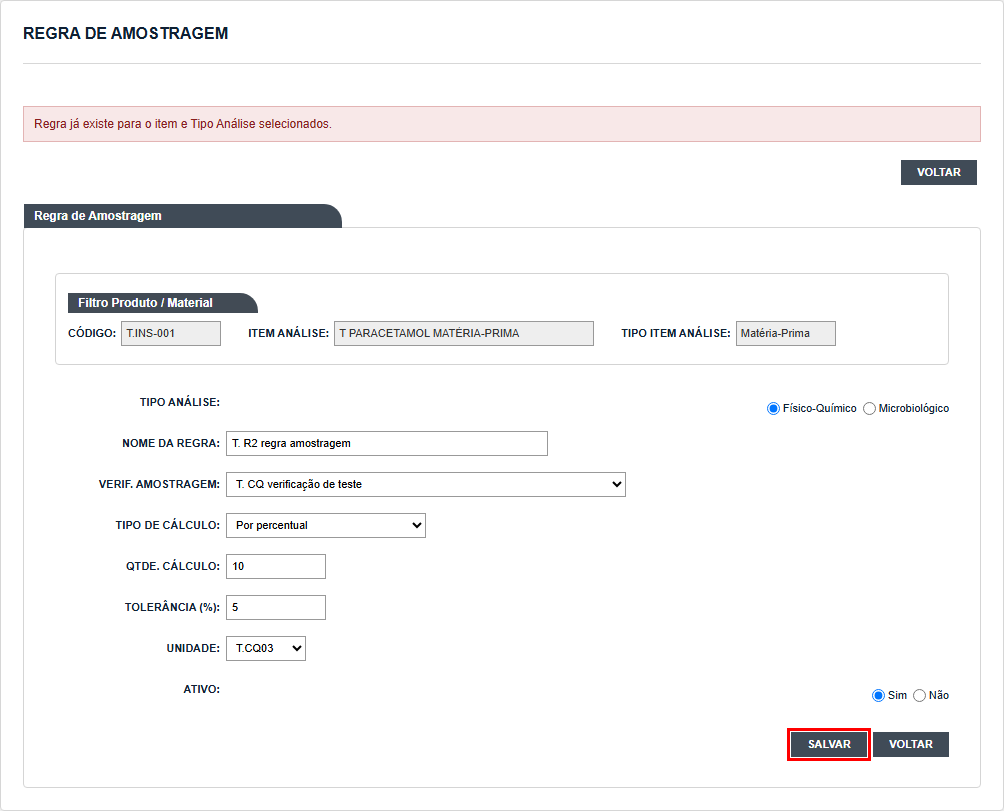 REGRA DE AMOSTRAGEM
Regra já existe para o item e Tipo Análise selecionados.
VOLTAR
Regra de Amostragem
Filtro Produto / Material
CÓDIGO: T.INS-001 ITEM ANÁLISE: T PARACETAMOL MATÉRIA-PRIMA TIPO ITEM ANÁLISE: Matéria-Prima
TIPO ANÁLISE: Físico-Químico Microbiológico
NOME DA REGRA: T. R2 regra amostragem
VERIF. AMOSTRAGEM: T. CQ verificação de teste
TIPO DE CÁLCULO: Por percentual
QTDE. CÁLCULO: 10
TOLERÂNCIA (%): 5
UNIDADE: T.CQ03
ATIVO: Sim Não
SALVAR VOLTAR